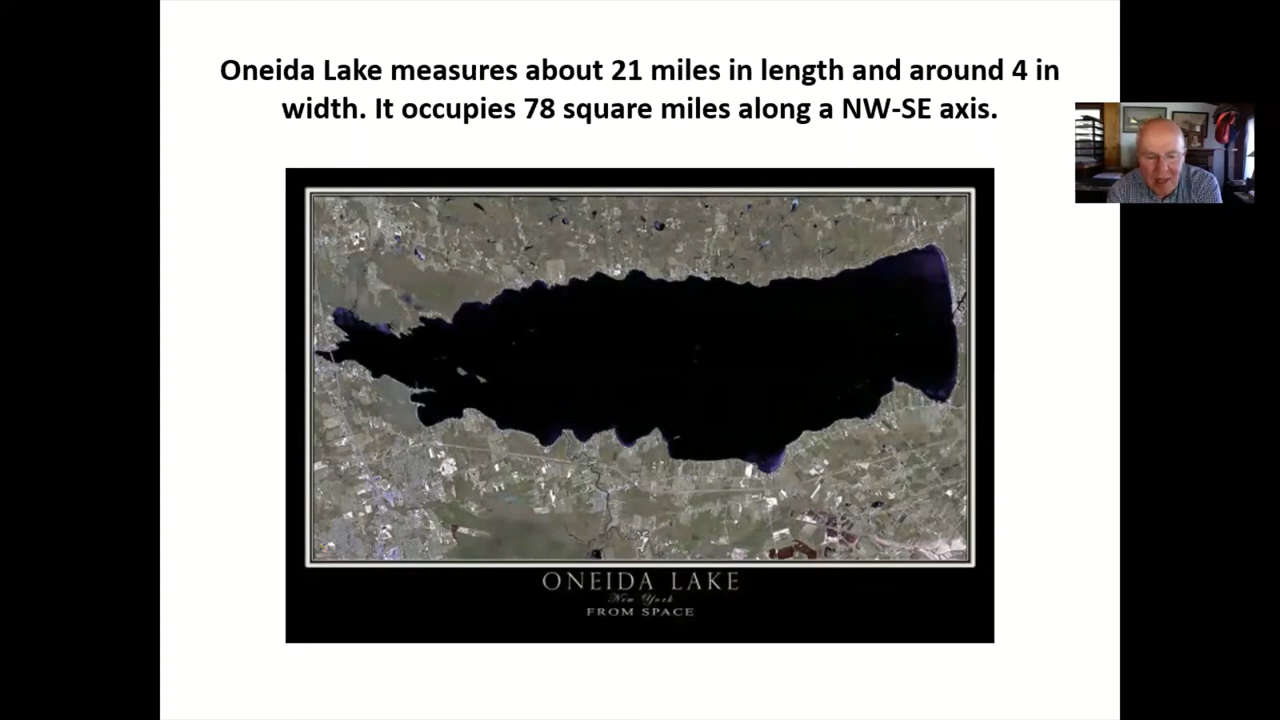 Oneida Lake measures about 21 miles in length and around 4 in
width. It occupies 78 square miles along a NW-SE axis.
ONEIDA LAKE
New York
FROM SPACE